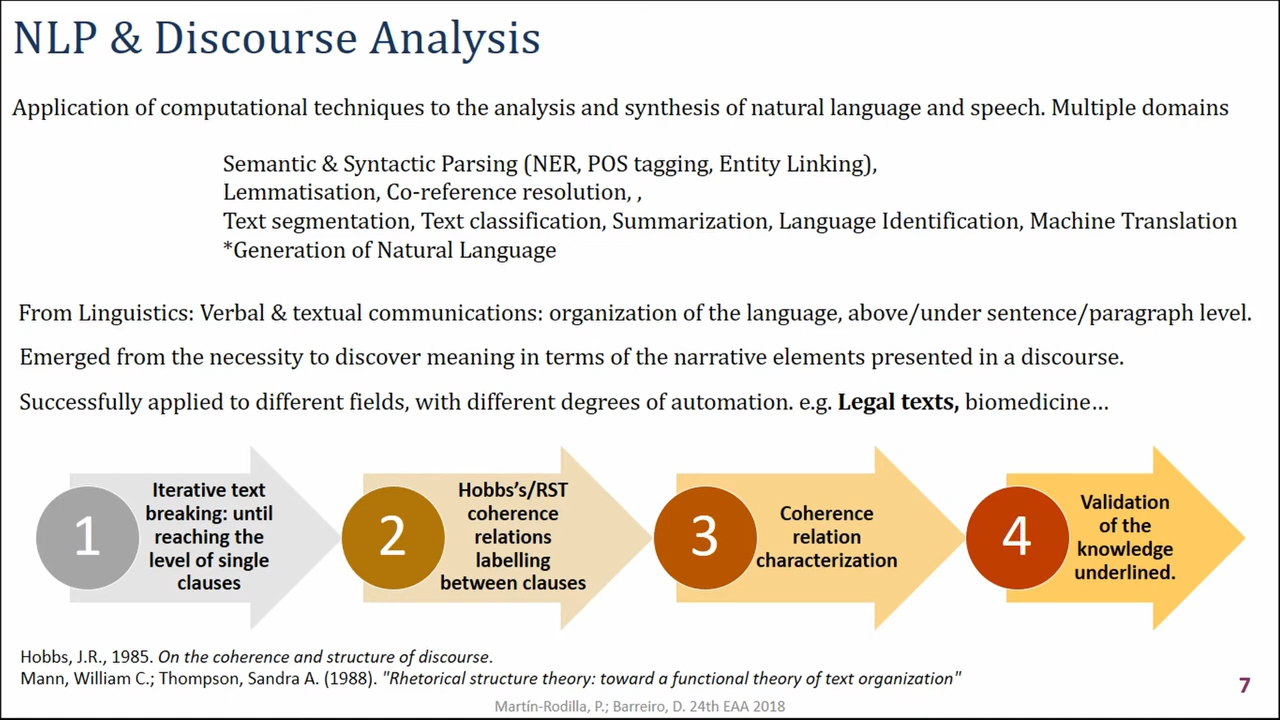 NLP & Discourse Analysis
Application of computational techniques to the analysis and synthesis of natural language and speech. Multiple domains
Semantic & Syntactic Parsing (NER, POS tagging, Entity Linking),
Lemmatisation, Co-reference resolution, ,
Text segmentation, Text classification, Summarization, Language Identification, Machine Translation
*Generation of Natural Language
From Linguistics: Verbal & textual communications: organization of the language, above/under sentence/paragraph level.
Emerged from the necessity to discover meaning in terms of the narrative elements presented in a discourse.
Successfully applied to different fields, with different degrees of automation. e.g. Legal texts, biomedicine…
1
Iterative text
breaking: until
reaching the
level of single
clauses
2
Hobbs's/RST
coherence
relations
labelling
between clauses
3
Coherence
relation
characterization
4
Validation
of the
knowledge
underlined.
Hobbs, J.R., 1985. On the coherence and structure of discourse.
Mann, William C.; Thompson, Sandra A. (1988). "Rhetorical structure theory: toward a functional theory of text organization"
Martín-Rodilla, P.; Barreiro, D. 24th EAA 2018
7